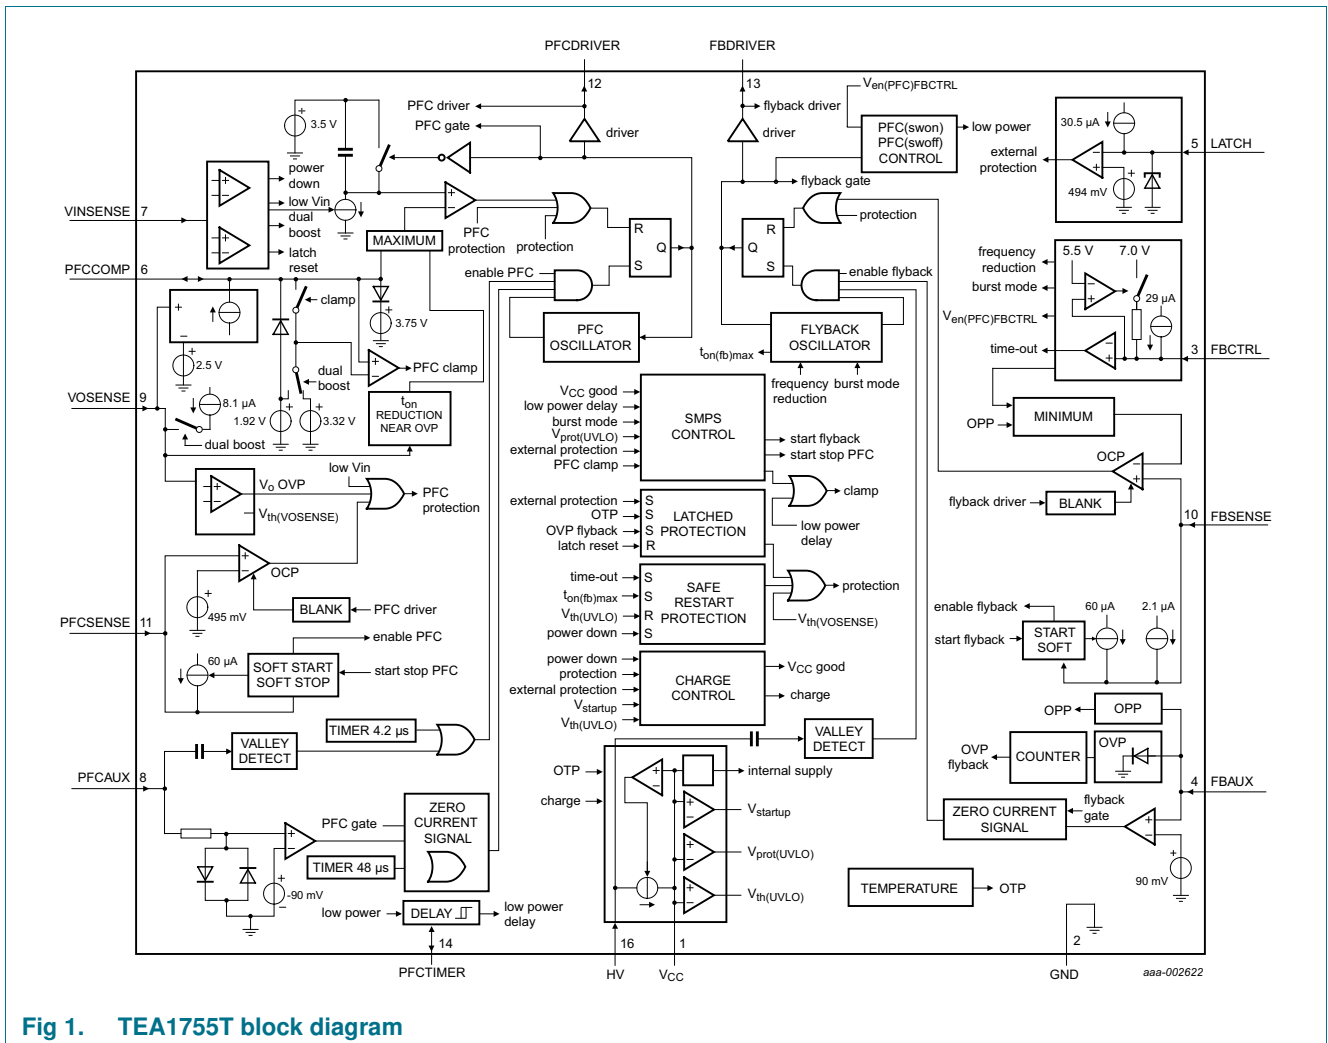 PFCDRIVER
FBDRIVER
12
13
PFC driver
PFC gate
driver
3.5 V
flyback driver
driver
flyback gate
Ven(PFC)FBCTRL
PFC(swon)
PFC(swoff)
CONTROL
low power
30.5 µA
external
protection
494 mV
5
LATCH
VINSENSE
7
power
down
low Vin
dual
boost
latch
reset
MAXIMUM
PFC
protection
protection
R
Q
S
R
Q
S
protection
PFCCOMP
6
enable PFC
enable flyback
clamp
3.75 V
2.5 V
PFC
OSCILLATOR
FLYBACK
OSCILLATOR
ton(fb)max
frequency
reduction
burst mode
frequency
reduction
burst mode
Ven(PFC)FBCTRL
time-out
5.5 V
7.0 V
29 µA
3
FBCTRL
PFC clamp
dual
boost
VOSENSE
9
8.1 µA
dual boost
1.92 V
3.32 V
ton
REDUCTION
NEAR OVP
VCC good
low power delay
burst mode
Vprot(UVLO)
external protection
PFC clamp
SMPS
CONTROL
start flyback
start stop PFC
clamp
low power
delay
OPP
MINIMUM
OCP
flyback driver
BLANK
10
FBSENSE
low Vin
Vo OVP
Vth(VOSENSE)
PFC
protection
external protection
OTP
OVP flyback
latch reset
S
S
S
R
LATCHED
PROTECTION
OCP
495 mV
BLANK
PFC driver
PFCSENSE
11
enable PFC
60 µA
SOFT START
SOFT STOP
start stop PFC
time-out
ton(fb)max
Vth(UVLO)
power down
S
S
R
S
SAFE
RESTART
PROTECTION
protection
Vth(VOSENSE)
enable flyback
start flyback
START
SOFT
60 µA
2.1 µA
power down
protection
external protection
Vstartup
Vth(UVLO)
CHARGE
CONTROL
VCC good
charge
TIMER 4.2 µs
VALLEY
DETECT
PFCAUX
8
VALLEY
DETECT
OTP
charge
internal supply
Vstartup
Vprot(UVLO)
Vth(UVLO)
OPP
OPP
OVP
flyback
COUNTER
OVP
4
FBAUX
flyback
gate
ZERO CURRENT
SIGNAL
90 mV
PFC gate
TIMER 48 µs
ZERO
CURRENT
SIGNAL
-90 mV
low power
DELAY
low power
delay
TEMPERATURE
OTP
14
PFCTIMER
16
HV
1
VCC
2
GND
aaa-002622
Fig 1. TEA1755T block diagram